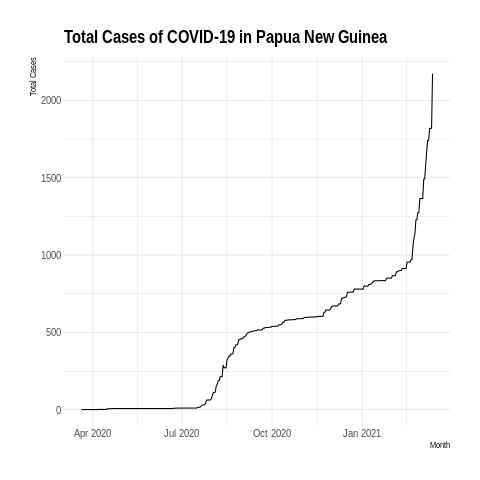 Total Cases of COVID-19 in Papua New Guinea
Total Cases
2000
1500
1000
500
0
Apr 2020 Jul 2020 Oct 2020 Jan 2021
Month